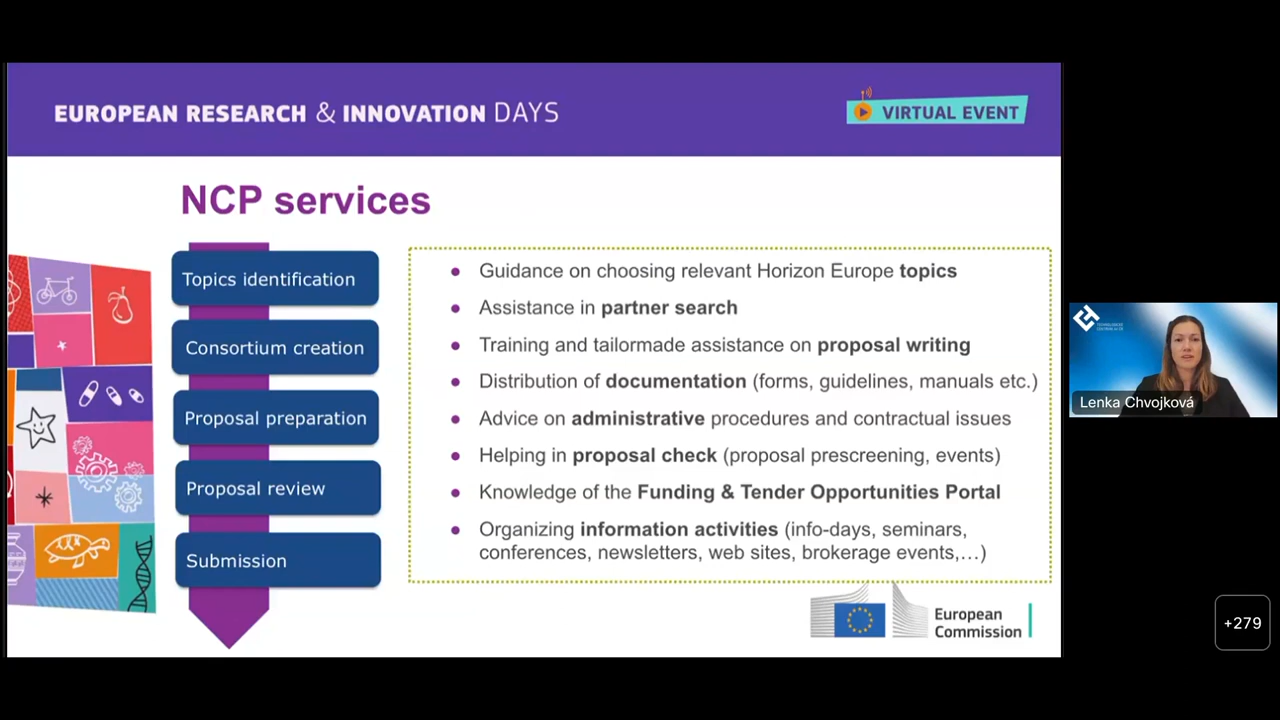 EUROPEAN RESEARCH & INNOVATION DAYS
VIRTUAL EVENT
NCP services
Topics identification
Consortium creation
Proposal preparation
Proposal review
Submission
• Guidance on choosing relevant Horizon Europe topics
• Assistance in partner search
• Training and tailormade assistance on proposal writing
• Distribution of documentation (forms, guidelines, manuals etc.)
• Advice on administrative procedures and contractual issues
• Helping in proposal check (proposal prescreening, events)
• Knowledge of the Funding & Tender Opportunities Portal
• Organizing information activities (info-days, seminars,
conferences, newsletters, web sites, brokerage events,...)
European
Commission
Lenka Chvojková
+279